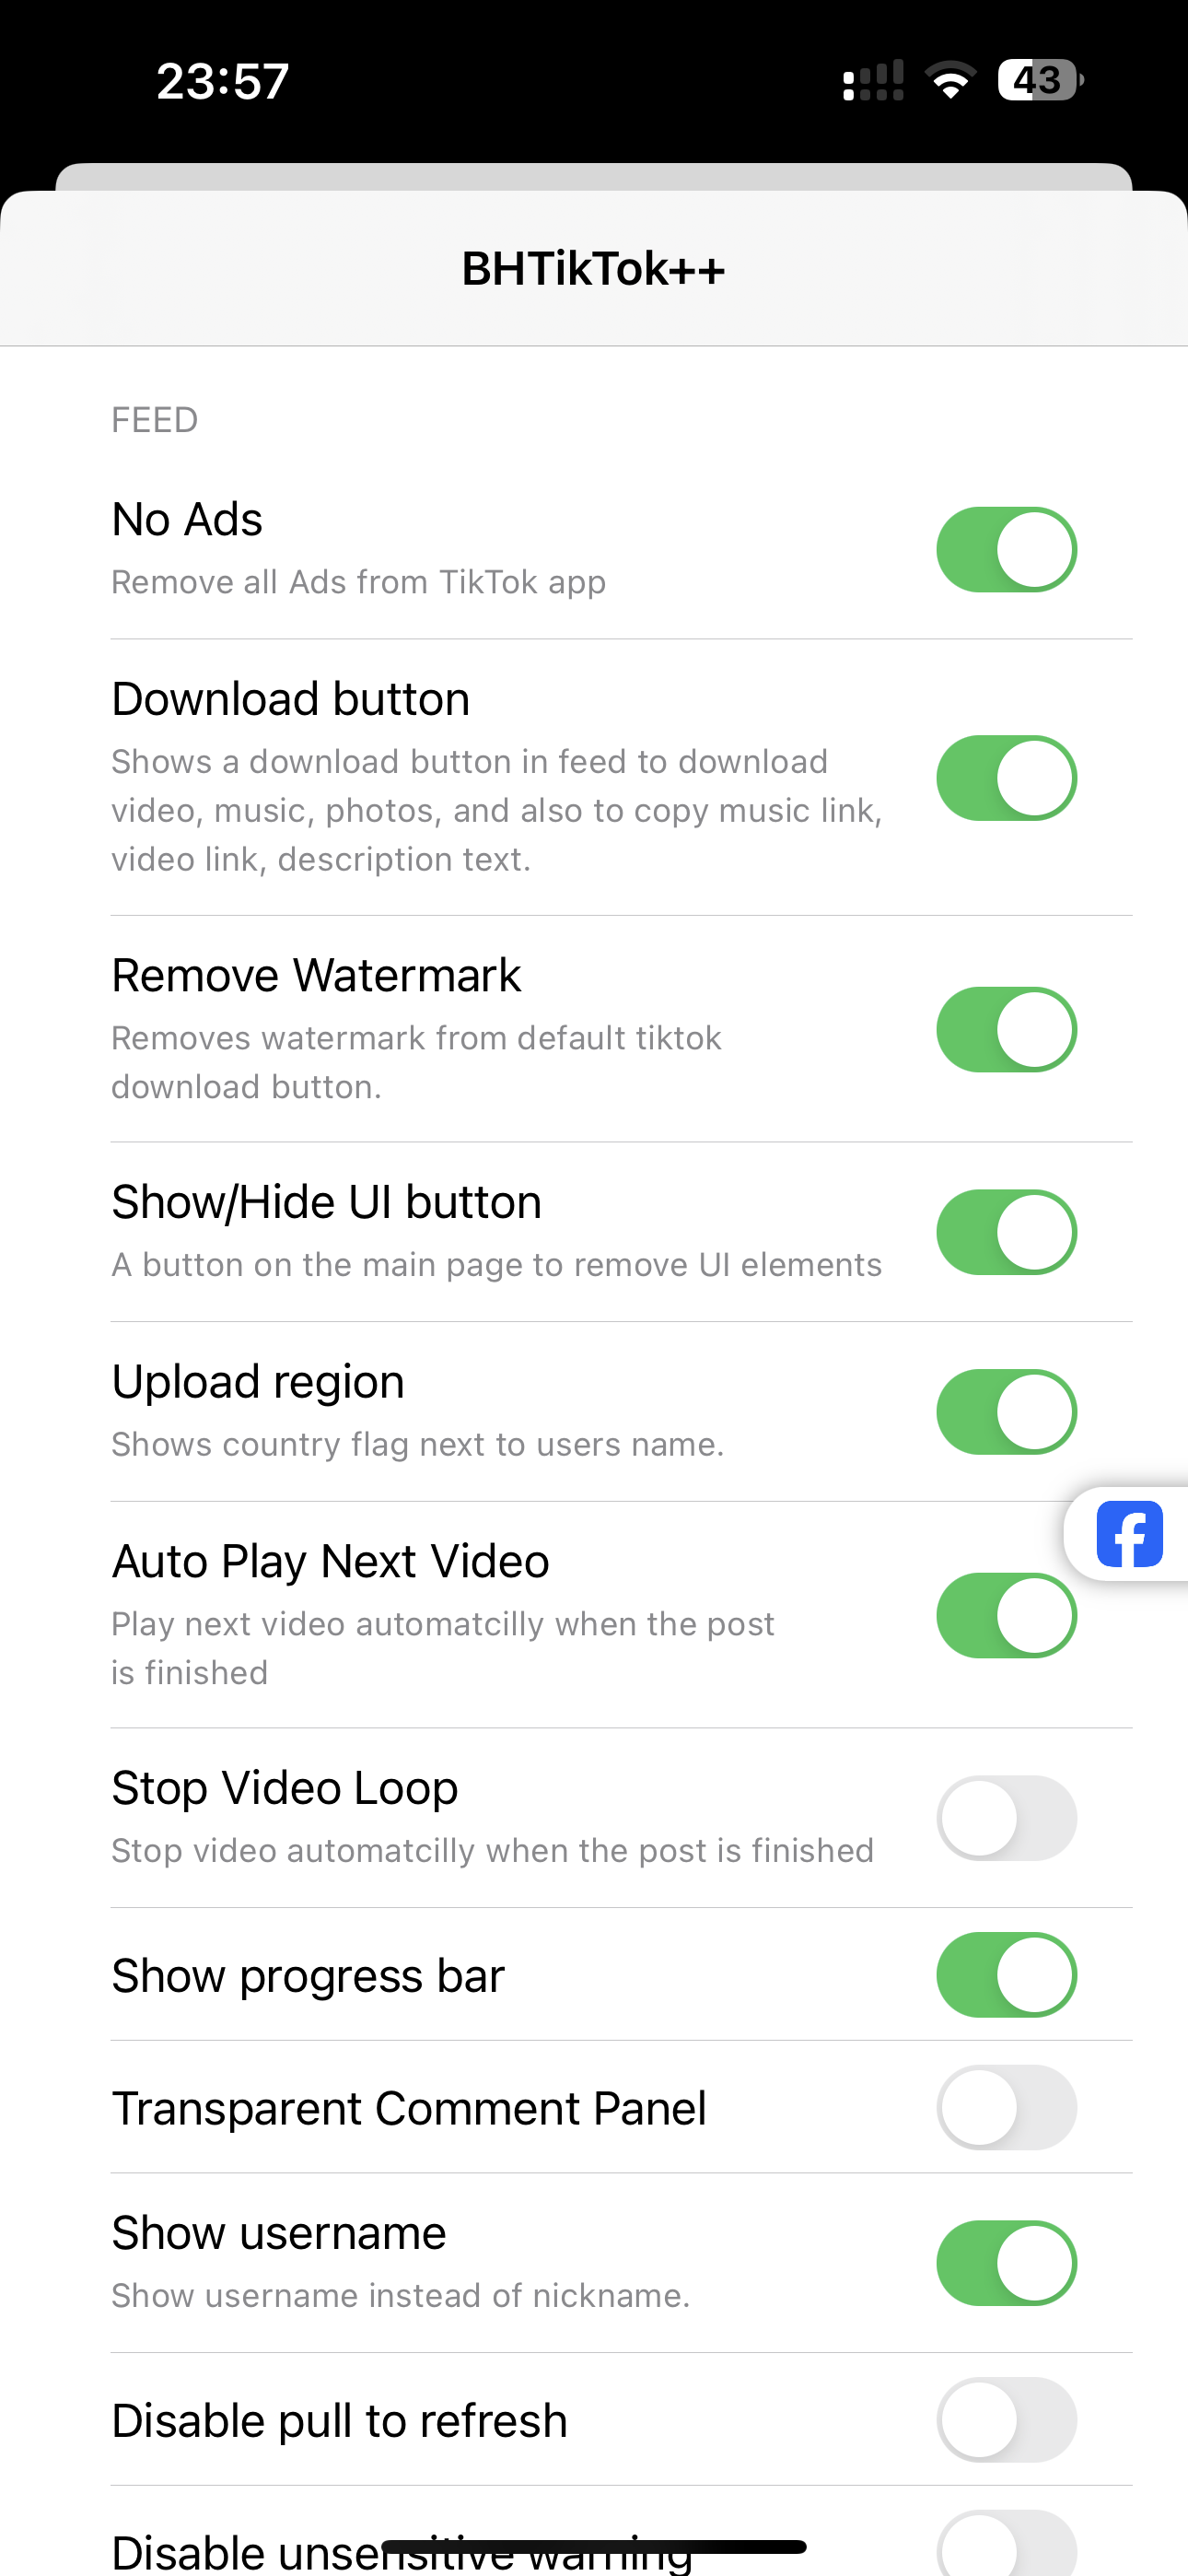 23:57
43
BHTikTok++
FEED
No Ads
Remove all Ads from TikTok app
Download button
Shows a download button in feed to download
video, music, photos, and also to copy music link,
video link, description text.
Remove Watermark
Removes watermark from default tiktok
download button.
Show/Hide UI button
A button on the main page to remove UI elements
Upload region
Shows country flag next to users name.
Auto Play Next Video
Play next video automatcilly when the post
is finished
Stop Video Loop
Stop video automatcilly when the post is finished
Show progress bar
Transparent Comment Panel
Show username
Show username instead of nickname.
Disable pull to refresh
Disable unsensitive warning